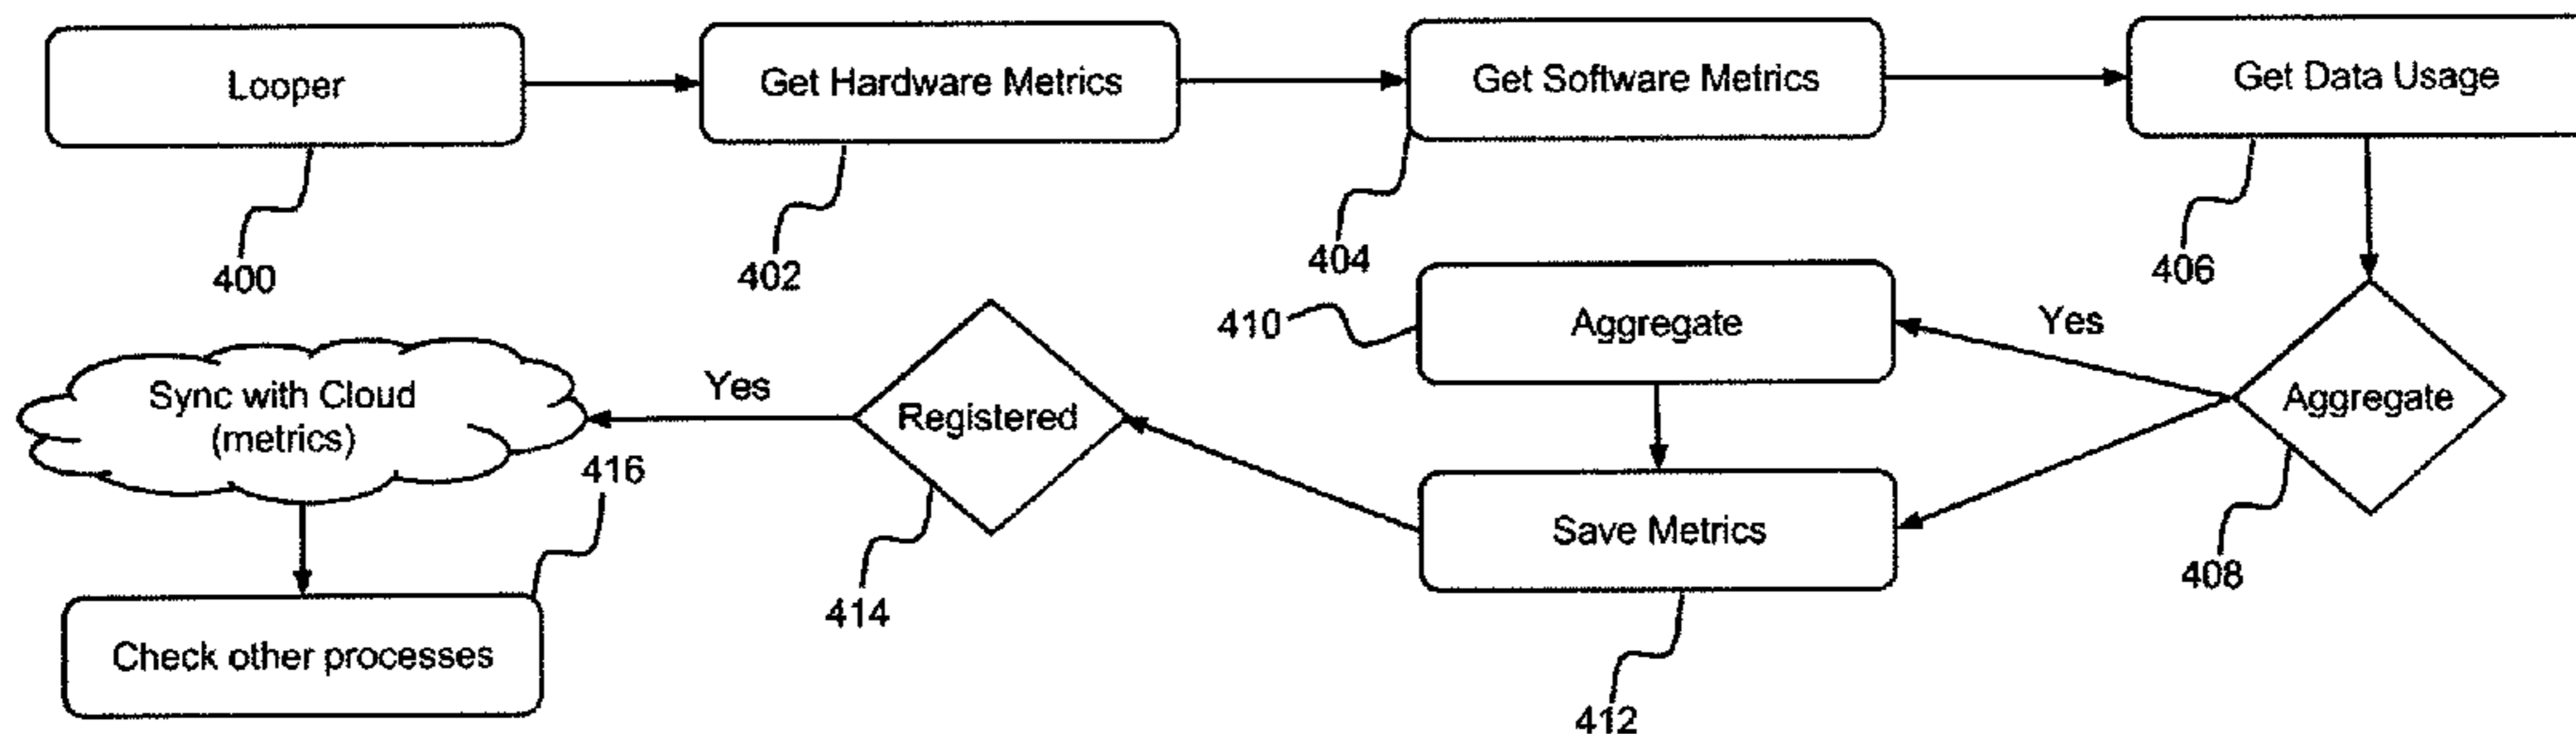 Looper
Get Hardware Metrics
Get Software Metrics
Get Data Usage
400
402
404
406
Sync with Cloud
(metrics)
Yes
Registered
410
Aggregate
Yes
Aggregate
416
414
Save Metrics
408
Check other processes
412